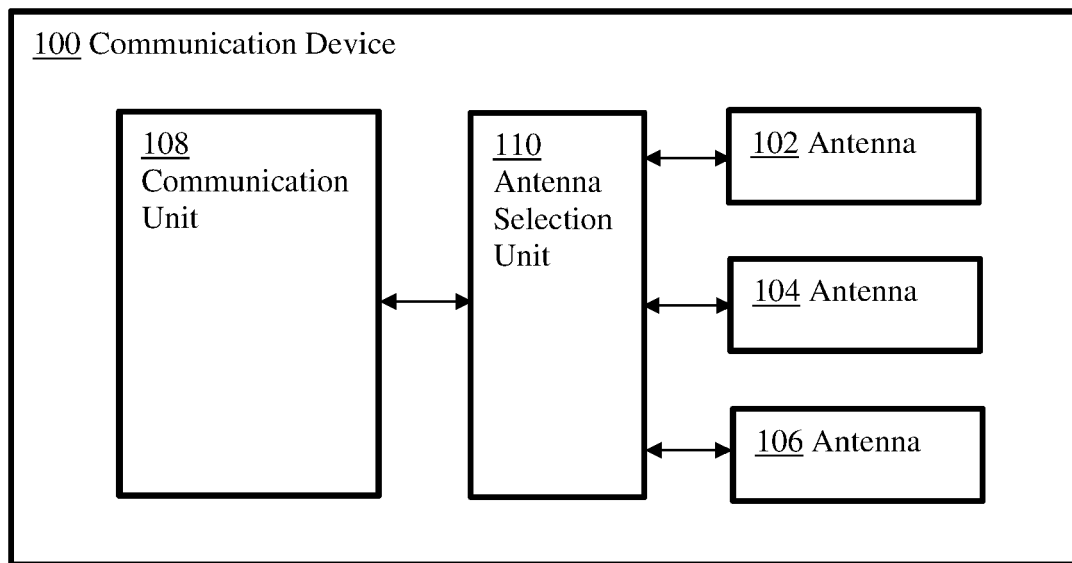 100 Communication Device
108
Communication
Unit
110
Antenna
Selection
Unit
102 Antenna
104 Antenna
106 Antenna